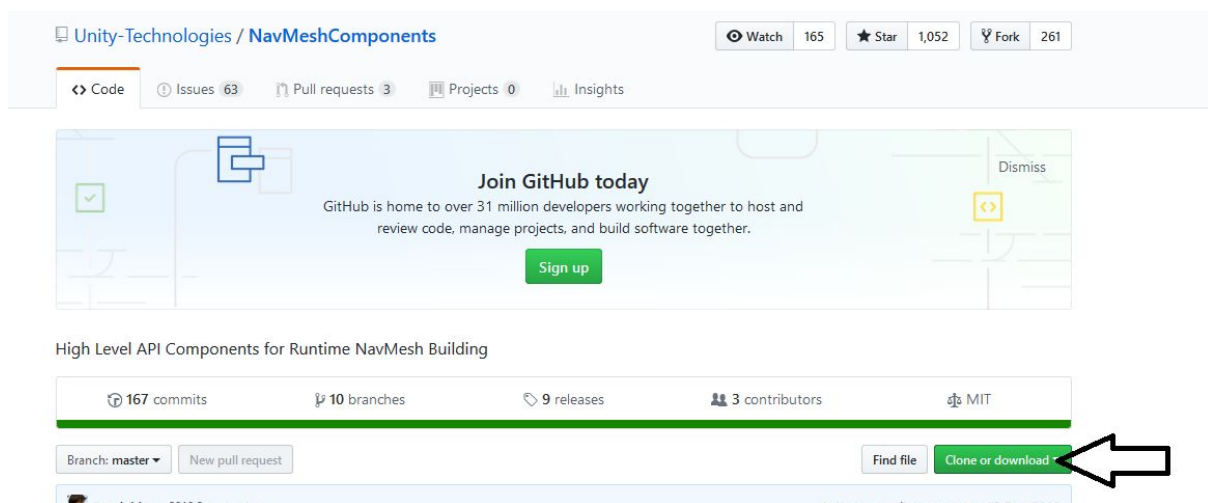 Unity-Technologies / NavMeshComponents
Watch 165 Star 1,052 Fork 261
Code Issues 63 Pull requests 3 Projects 0 Insights
Dismiss
Join GitHub today
GitHub is home to over 31 million developers working together to host and
review code, manage projects, and build software together.
Sign up
High Level API Components for Runtime NavMesh Building
167 commits 10 branches 9 releases 3 contributors MIT
Branch: master New pull request Find file Clone or download